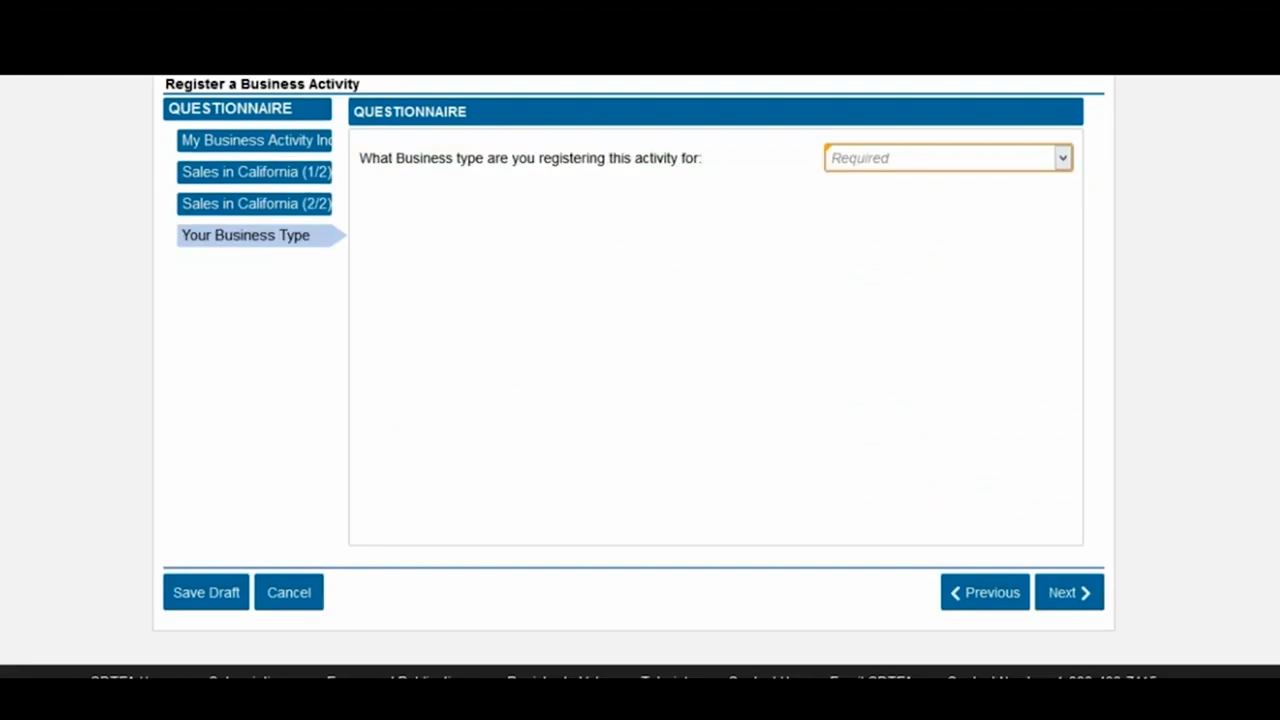 Register a Business Activity
QUESTIONNAIRE
My Business Activity Inc
Sales in California (1/2)
Sales in California (2/2)
Your Business Type
QUESTIONNAIRE
What Business type are you registering this activity for:
Required
Save Draft
Cancel
Previous
Next